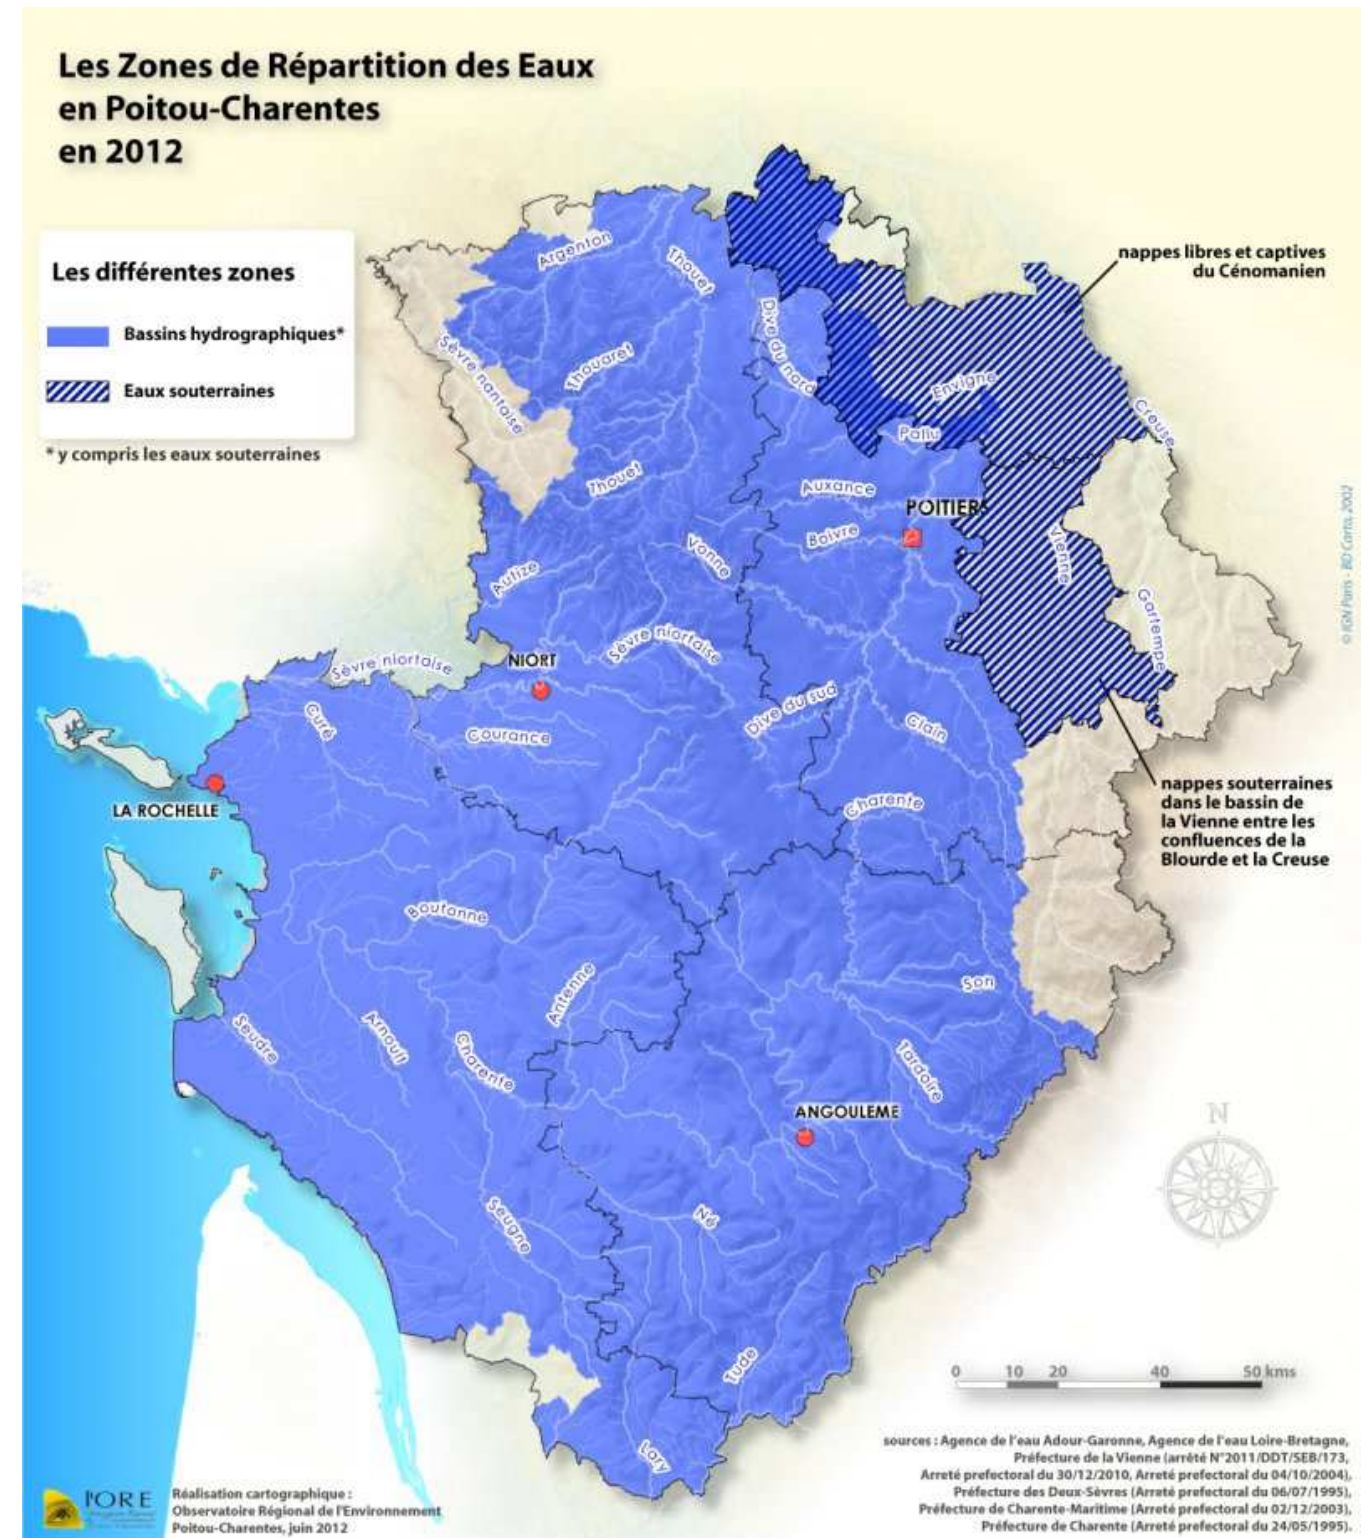 Les Zones de Répartition des Eaux
en Poitou-Charentes
en 2012
Les différentes zones
Bassins hydrographiques*
Eaux souterraines
* y compris les eaux souterraines
nappes libres et captives
du Cénomanien
Argenton
Thouet
Dive du nord
Sèvre nantaise
Thouaret
Envigne
Creuse
Pallu
Thouet
Auxance
POITIERS
Boivre
Vienne
Vonne
Autize
Gartempe
Sèvre niortaise
Sèvre niortaise
NIORT
Dive du sud
Clain
Curé
Courance
LA ROCHELLE
Charente
nappes souterraines
dans le bassin de
la Vienne entre les
confluences de la
Blourde et la Creuse
Boutonne
Antenne
Son
Seudre
Arnoult
Charente
Tardoire
ANGOULEME
N
Seugne
Né
Tude
Lary
0 10 20 40 50 kms
© IGN Paris - BD Carto, 2002
sources : Agence de l'eau Adour-Garonne, Agence de l'eau Loire-Bretagne,
Préfecture de la Vienne (arrêté N°2011/DDT/SEB/173,
Arreté prefectoral du 30/12/2010, Arreté prefectoral du 04/10/2004),
Préfecture des Deux-Sèvres (Arreté prefectoral du 06/07/1995),
Préfecture de Charente-Maritime (Arreté prefectoral du 02/12/2003),
Préfecture de Charente (Arreté prefectoral du 24/05/1995).
l'ORE
Réalisation cartographique :
Observatoire Régional de l'Environnement
Poitou-Charentes, juin 2012